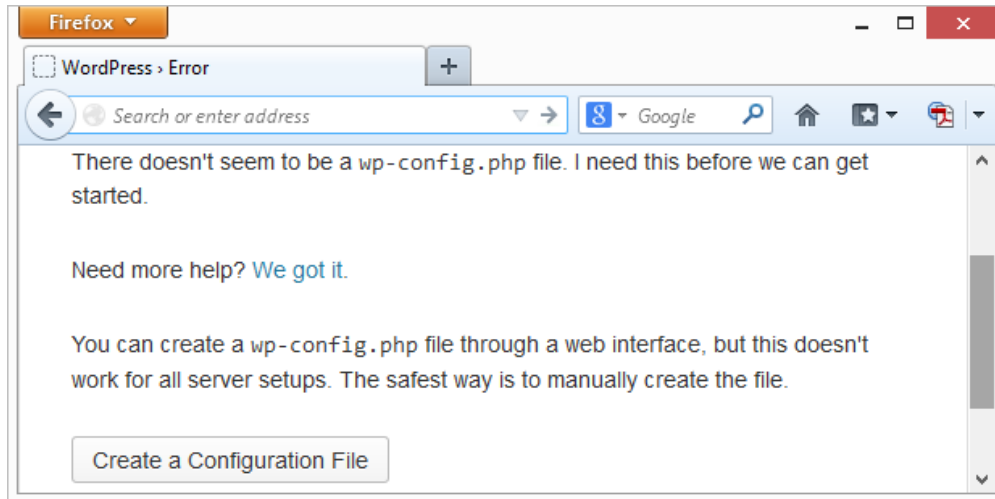 Firefox
WordPress › Error
Search or enter address
Google
There doesn't seem to be a wp-config.php file. I need this before we can get
started.
Need more help? We got it.
You can create a wp-config.php file through a web interface, but this doesn't
work for all server setups. The safest way is to manually create the file.
Create a Configuration File